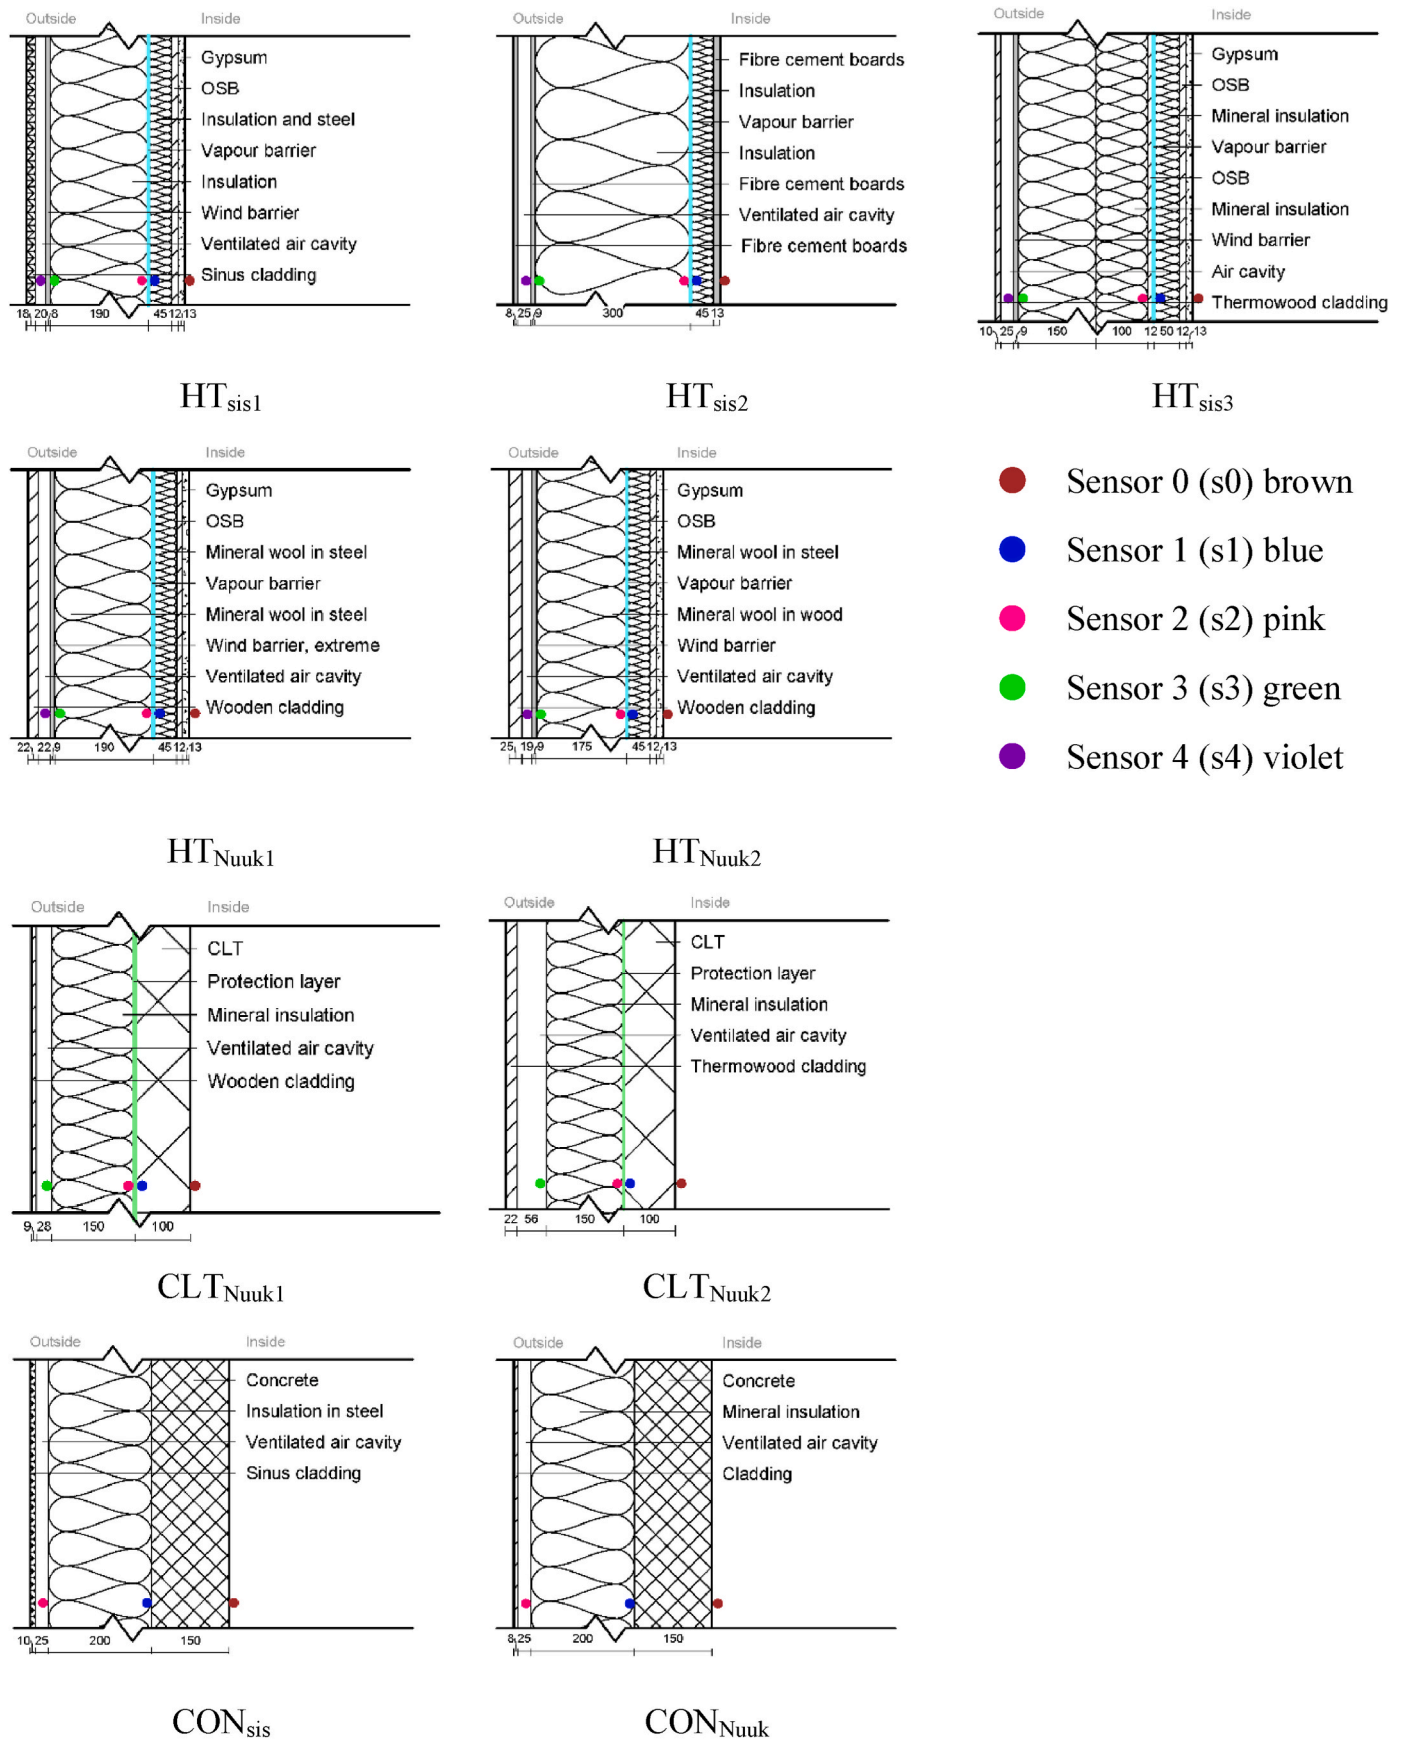 Outside Inside
Gypsum
OSB
Insulation and steel
Vapour barrier
Insulation
Wind barrier
Ventilated air cavity
Sinus cladding
18 20 8 190 45 12 13
HTsis1
Outside Inside
Fibre cement boards
Insulation
Vapour barrier
Insulation
Fibre cement boards
Ventilated air cavity
Fibre cement boards
8 25 9 300 45 13
HTsis2
Outside Inside
Gypsum
OSB
Mineral insulation
Vapour barrier
OSB
Mineral insulation
Wind barrier
Air cavity
Thermowood cladding
10 25 9 150 100 12 50 12 13
HTsis3
Outside Inside
Gypsum
OSB
Mineral wool in steel
Vapour barrier
Mineral wool in steel
Wind barrier, extreme
Ventilated air cavity
Wooden cladding
22 22 9 190 45 12 13
HTNuuk1
Outside Inside
Gypsum
OSB
Mineral wool in steel
Vapour barrier
Mineral wool in wood
Wind barrier
Ventilated air cavity
Wooden cladding
25 19 9 175 45 12 13
HTNuuk2
Sensor 0 (s0) brown
Sensor 1 (s1) blue
Sensor 2 (s2) pink
Sensor 3 (s3) green
Sensor 4 (s4) violet
Outside Inside
CLT
Protection layer
Mineral insulation
Ventilated air cavity
Wooden cladding
9 28 150 100
CLTNuuk1
Outside Inside
CLT
Protection layer
Mineral insulation
Ventilated air cavity
Thermowood cladding
22 56 150 100
CLTNuuk2
Outside Inside
Concrete
Insulation in steel
Ventilated air cavity
Sinus cladding
10 25 200 150
CONsis
Outside Inside
Concrete
Mineral insulation
Ventilated air cavity
Cladding
8 25 200 150
CONNuuk